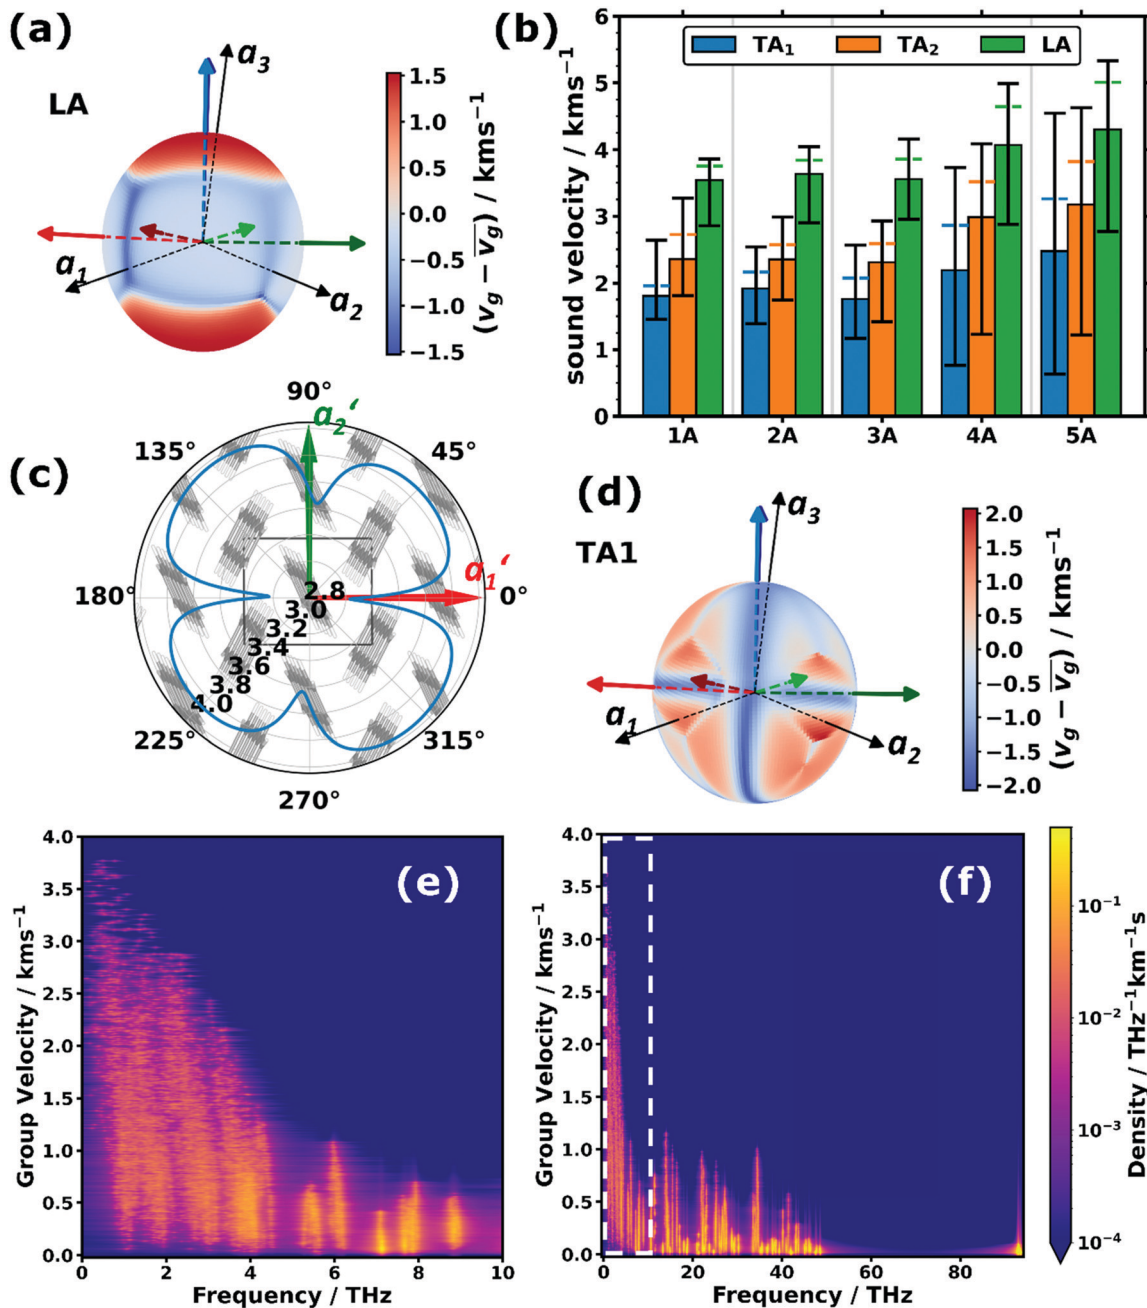 (a)
LA
a₃
a₁
a₂
1.5
1.0
0.5
0.0
−0.5
−1.0
−1.5
(v_g − v̅_g) / kms⁻¹
(b)
TA₁
TA₂
LA
sound velocity / kms⁻¹
6
5
4
3
2
1
0
1A
2A
3A
4A
5A
(c)
90°
a₂‘
135°
45°
180°
a₁‘
0°
2.8
3.0
3.2
3.4
3.6
3.8
4.0
225°
315°
270°
(d)
TA1
a₃
a₁
a₂
2.0
1.5
1.0
0.5
0.0
−0.5
−1.0
−1.5
−2.0
(v_g − v̅_g) / kms⁻¹
(e)
Group Velocity / kms⁻¹
4.0
3.5
3.0
2.5
2.0
1.5
1.0
0.5
0.0
0
2
4
6
8
10
Frequency / THz
(f)
Group Velocity / kms⁻¹
4.0
3.5
3.0
2.5
2.0
1.5
1.0
0.5
0.0
0
20
40
60
80
Frequency / THz
10⁻¹
10⁻²
10⁻³
10⁻⁴
Density / THz⁻¹km⁻¹s